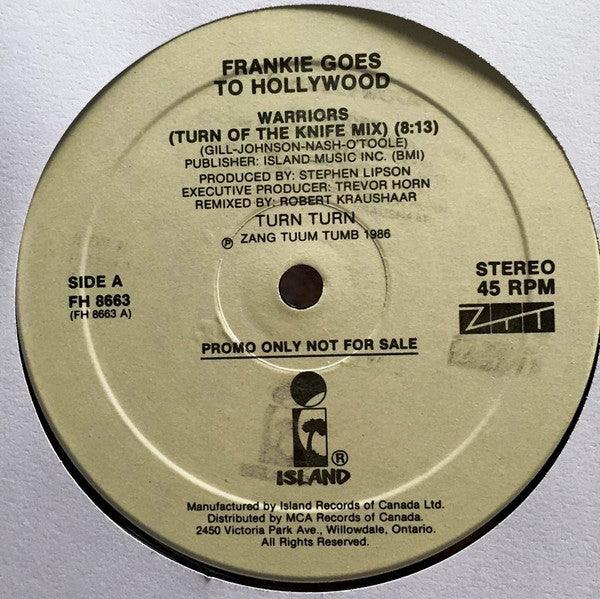 FRANKIE GOES
TO HOLLYWOOD
WARRIORS
(TURN OF THE KNIFE MIX) (8:13)
(GILL-JOHNSON-NASH-O'TOOLE)
PUBLISHER: ISLAND MUSIC INC. (BMI)
PRODUCED BY: STEPHEN LIPSON
EXECUTIVE PRODUCER: TREVOR HORN
REMIXED BY: ROBERT KRAUSHAAR
TURN TURN
℗ ZANG TUUM TUMB 1986
SIDE A
FH 8663
(FH 8663 A)
STEREO
45 RPM
ZTT
PROMO ONLY NOT FOR SALE
i
ISLAND®
Manufactured by Island Records of Canada Ltd.
Distributed by MCA Records of Canada.
2450 Victoria Park Ave., Willowdale, Ontario.
All Rights Reserved.